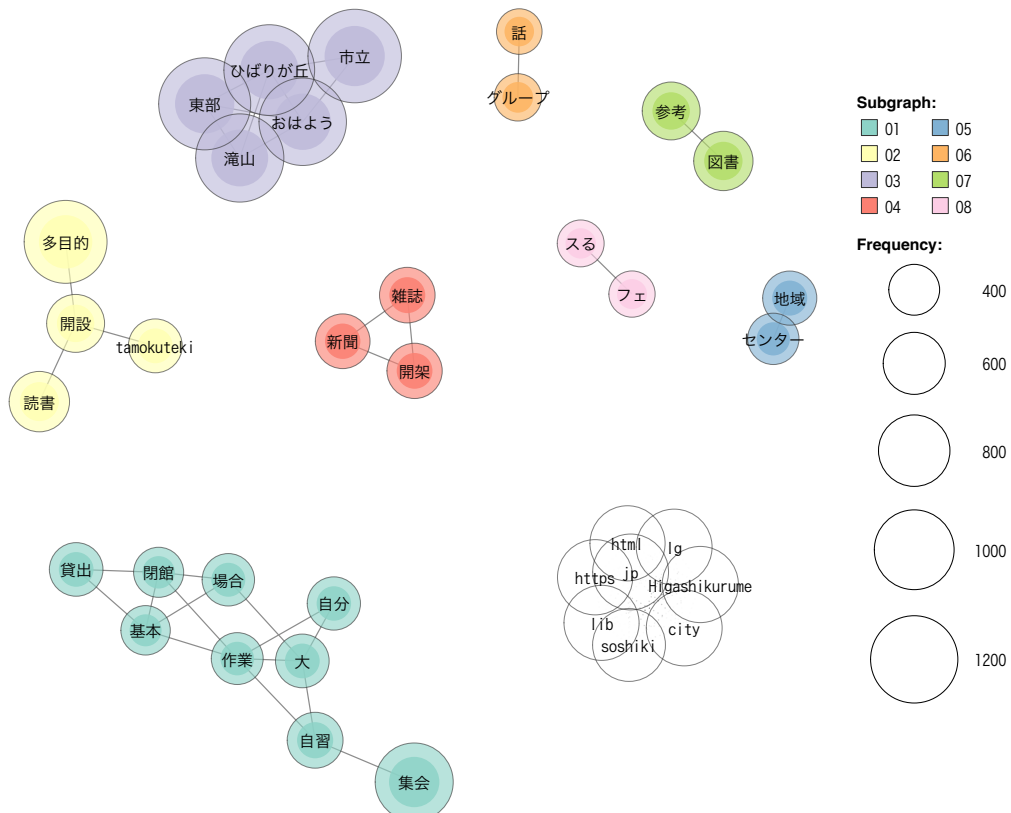 話
ひばりが丘
市立
東部
グループ
おはよう
参考
滝山
図書
多目的
スる
開設
雑誌
フェ
地域
tamokuteki
新聞
センター
開架
読書
html
lg
貸出
閉館
場合
https
jp
Higashikurume
自分
基本
lib
city
作業
大
soshiki
自習
集会
Subgraph:
01
05
02
06
03
07
04
08
Frequency:
400
600
800
1000
1200